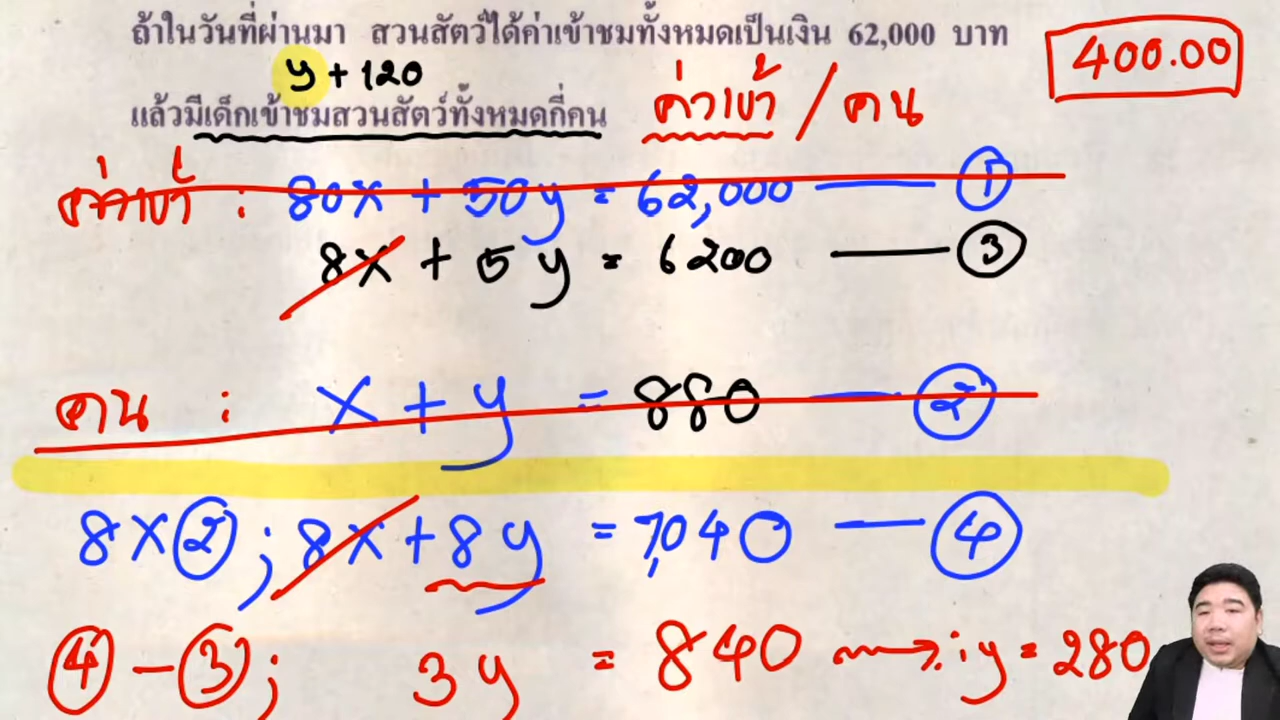 ถ้าในวันที่ผ่านมา สวนสัตว์ได้ค่าเข้าชมทั้งหมดเป็นเงิน 62,000 บาท
400.00
y + 120
แล้วมีเด็กเข้าชมสวนสัตว์ทั้งหมดกี่คน ค่าเข้า / คน
ค่าเข้า : 80x + 50y = 62,000 — ①
8x + 5y = 6200 — ③
คน : x + y = 880 — ②
8 X ②; 8x + 8y = 7,040 — ④
④ - ③; 3y = 840 → ∴ y = 280